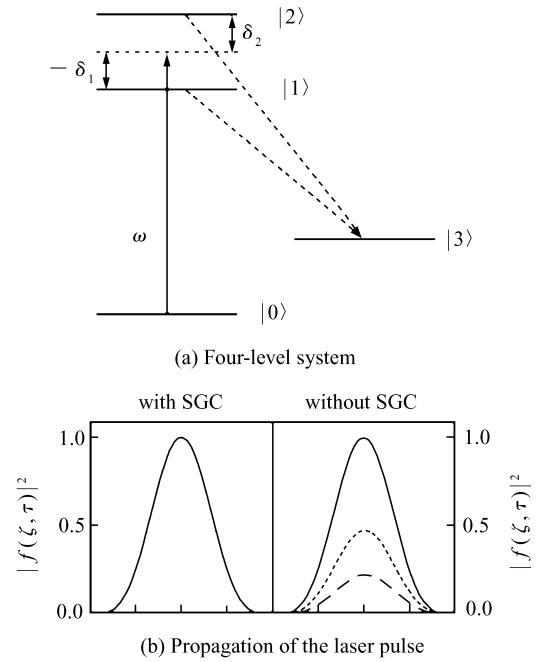 |2⟩
δ₂
− δ₁
|1⟩
ω
|3⟩
|0⟩
(a) Four-level system
with SGC
without SGC
1.0
1.0
0.5
0.5
0.0
0.0
|f(ζ,τ)|²
|f(ζ,τ)|²
(b) Propagation of the laser pulse